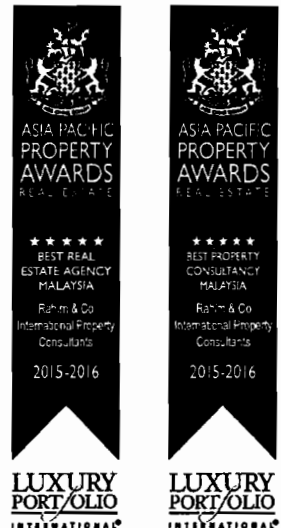 ASIA PACIFIC
PROPERTY
AWARDS
REAL ESTATE
★★★★★
BEST REAL
ESTATE AGENCY
MALAYSIA
Rahim & Co
International Property
Consultants
2015-2016
LUXURY
PORTfOLIO
INTERNATIONAL®
ASIA PACIFIC
PROPERTY
AWARDS
REAL ESTATE
★★★★★
BEST PROPERTY
CONSULTANCY
MALAYSIA
Rahim & Co
International Property
Consultants
2015-2016
LUXURY
PORTfOLIO
INTERNATIONAL®